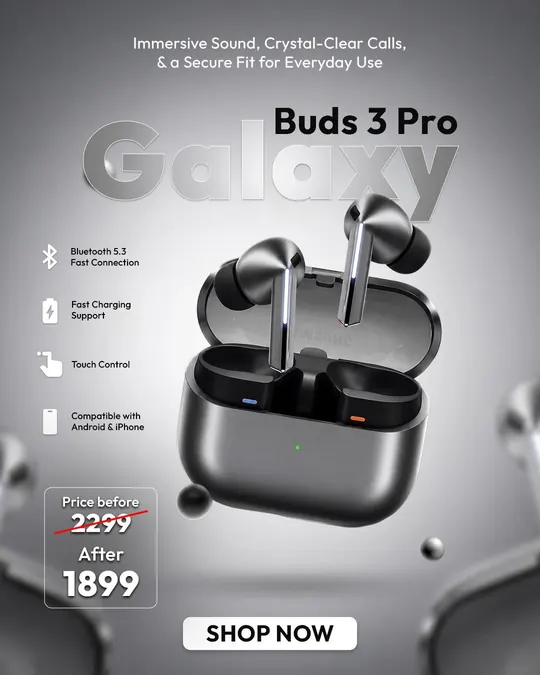 Immersive Sound, Crystal-Clear Calls,
& a Secure Fit for Everyday Use
Buds 3 Pro
Galaxy
Bluetooth 5.3
Fast Connection
Fast Charging
Support
Touch Control
Compatible with
Android & iPhone
Price before
2299
After
1899
SHOP NOW